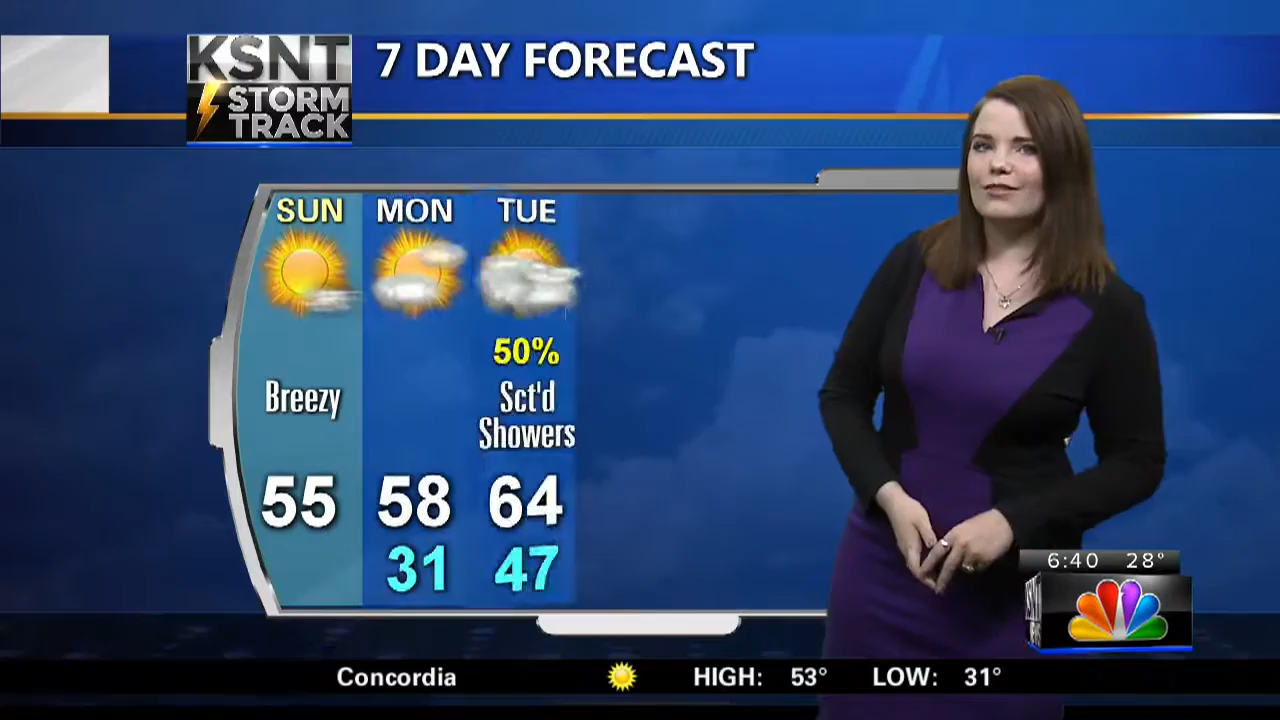 KSNT
STORM
TRACK
7 DAY FORECAST
SUN MON TUE
50%
Breezy
Sct'd
Showers
55 58 64
31 47
6:40 28°
Concordia HIGH: 53° LOW: 31°